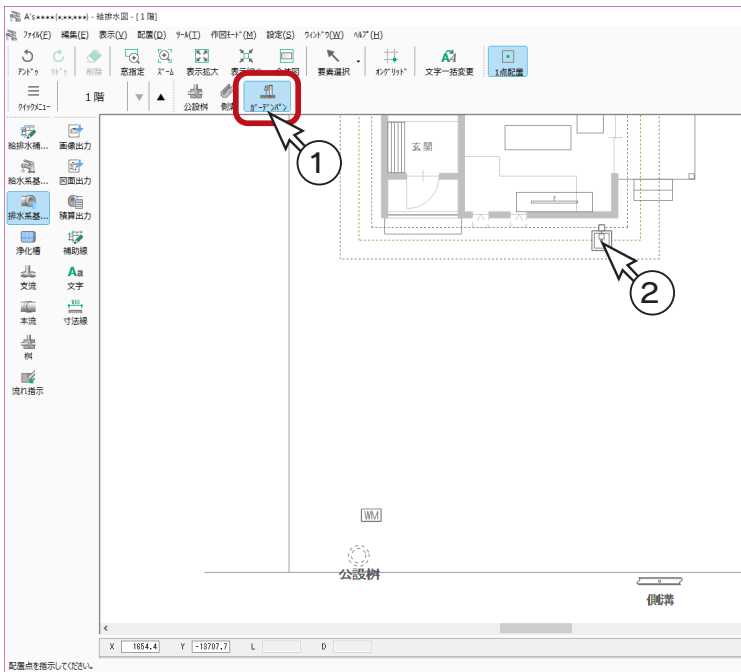 A's****(*.**.***) - 給排水図 - [1 階]
ファイル(F) 編集(E) 表示(V) 配置(D) ツール(T) 作図モード(M) 設定(S) ウィンドウ(W) ヘルプ(H)
アンドゥ リドゥ 削除 窓指定 ズーム 表示拡大 全体図 要素選択 オングリッド 文字一括変更 1点配置
クイックメニュー 1 階 ▼ ▲ 公設桝 側溝 ガーデンパン
1
給排水補... 画像出力
給水系基... 図面出力
排水系基... 積算出力
浄化槽 補助線
支流 Aa 文字
本流 100 寸法線
桝
流れ指示
玄関
2
WM
公設桝
側溝
X 1654.4 Y -13707.7 L D
配置点を指示してください。